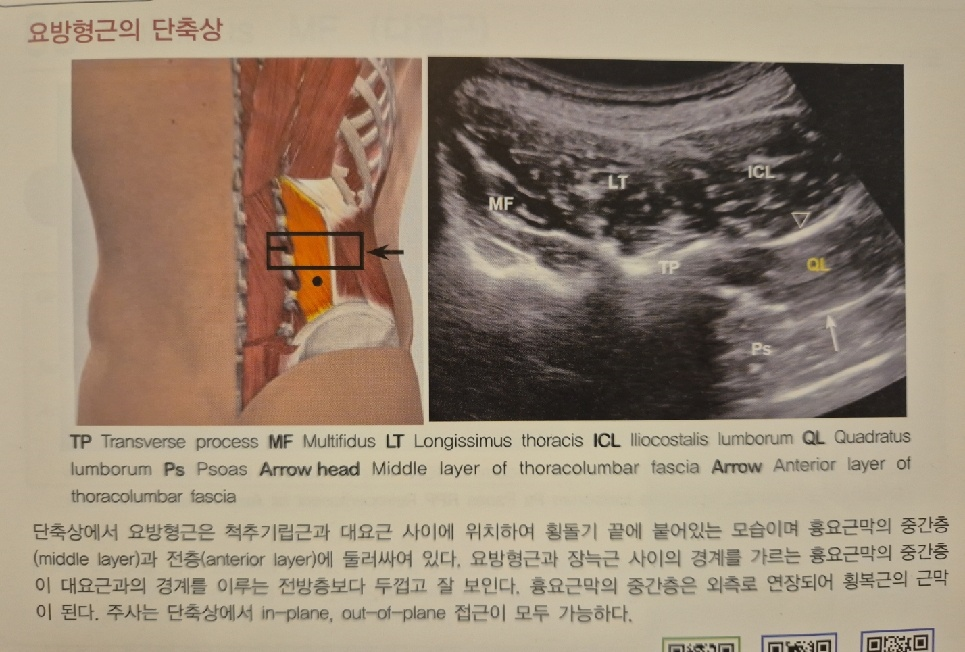 요방형근의 단축상
MF
LT
ICL
TP
QL
Ps
TP Transverse process MF Multifidus LT Longissimus thoracis ICL Iliocostalis lumborum QL Quadratus
lumborum Ps Psoas Arrow head Middle layer of thoracolumbar fascia Arrow Anterior layer of
thoracolumbar fascia
단축상에서 요방형근은 척추기립근과 대요근 사이에 위치하여 횡돌기 끝에 붙어있는 모습이며 흉요근막의 중간층
(middle layer)과 전층(anterior layer)에 둘러싸여 있다. 요방형근과 장늑근 사이의 경계를 가르는 흉요근막의 중간층
이 대요근과의 경계를 이루는 전방층보다 두껍고 잘 보인다. 흉요근막의 중간층은 외측로 연장되어 횡복근의 근막
이 된다. 주사는 단축상에서 in-plane, out-of-plane 접근이 모두 가능하다.